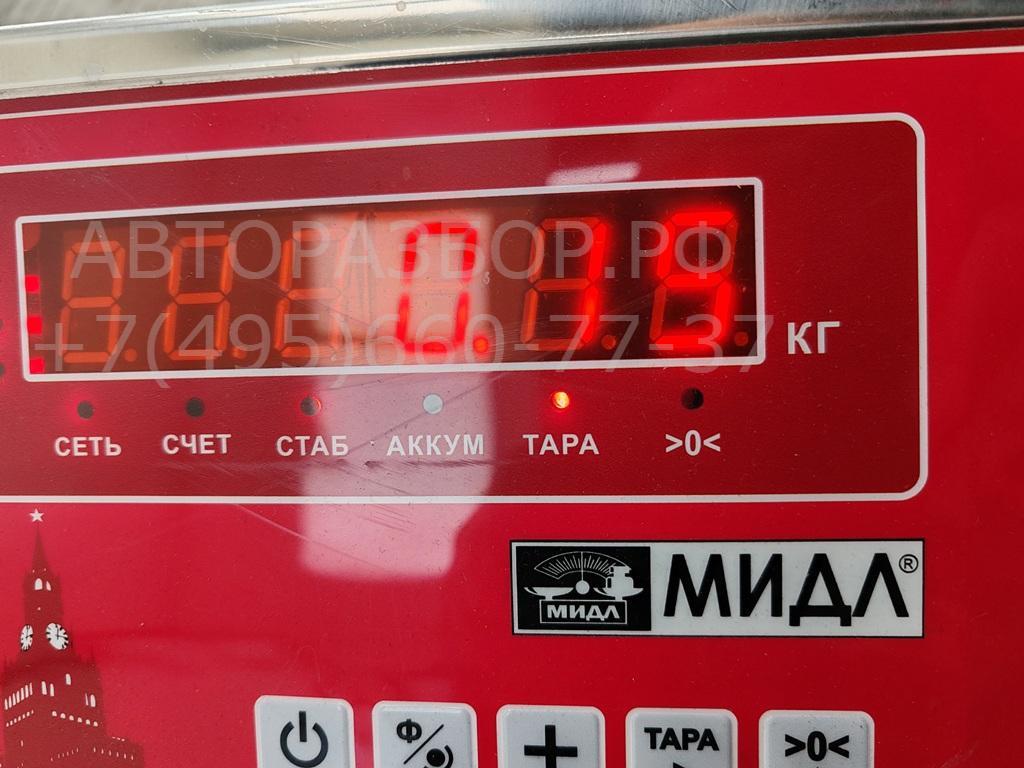 АВТОРАЗБОР.РФ
+7(495)660-77-37
КГ
СЕТЬ СЧЕТ СТАБ АККУМ ТАРА >0<
МИДЛ МИДЛ®
Ф ТАРА >0<